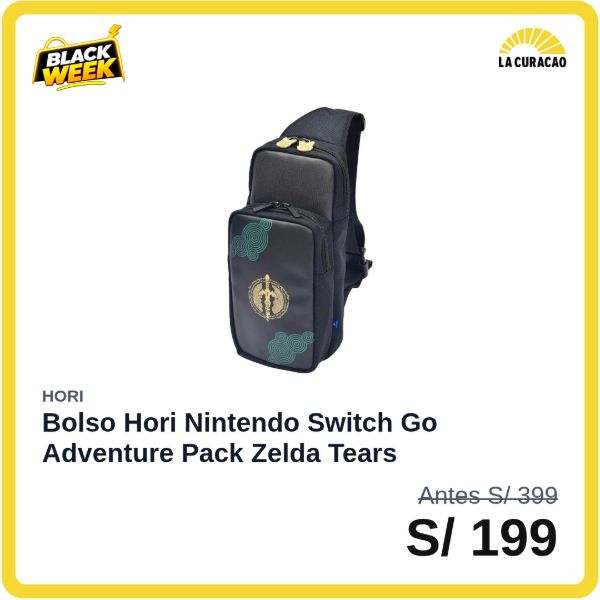 BLACK
WEEK
LA CURACAO
HORI
Bolso Hori Nintendo Switch Go
Adventure Pack Zelda Tears
Antes S/ 399
S/ 199